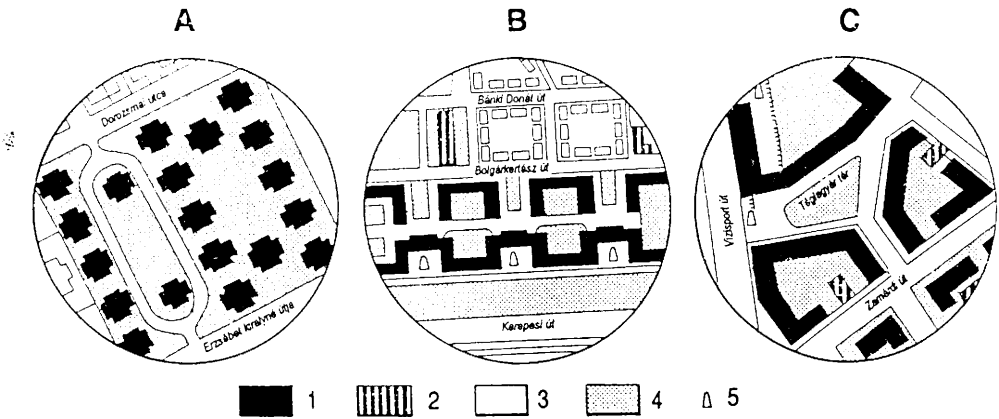 A
B
C
Dorozsmai utca
Erzsébet királyné útja
Bánki Donát út
Bolgárkertész út
Kerepesi út
Vízisport út
Téglagyár tér
Zsmárdi út
1
2
3
4
5